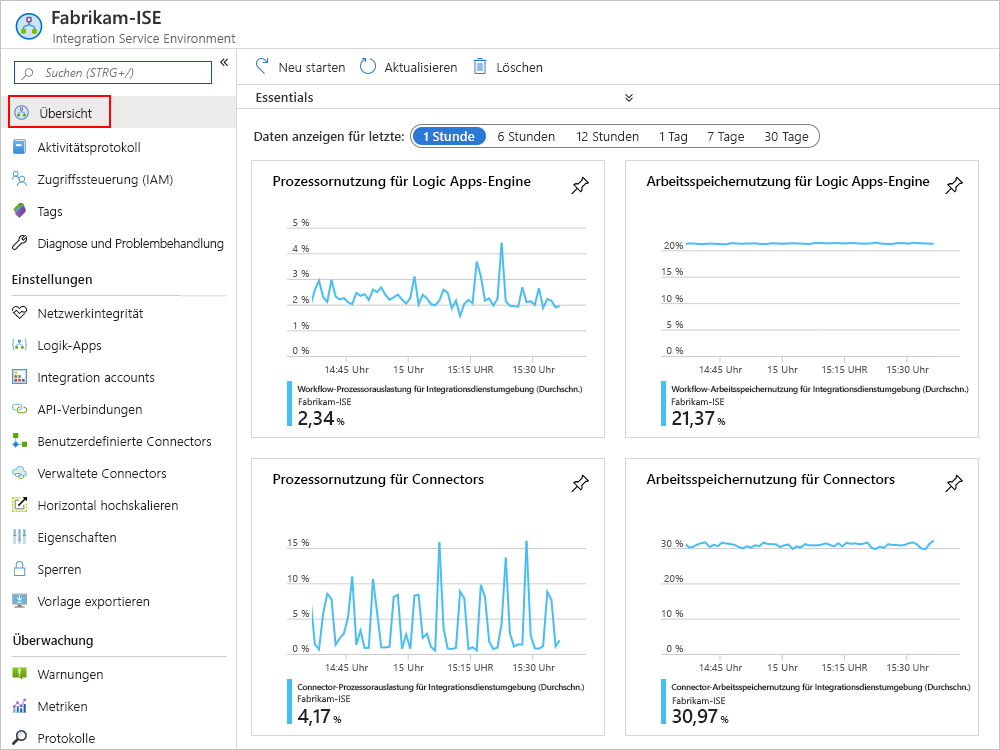 Fabrikam-ISE
Integration Service Environment
Suchen (STRG+/)
«
Übersicht
Aktivitätsprotokoll
Zugriffssteuerung (IAM)
Tags
Diagnose und Problembehandlung
Einstellungen
Netzwerkintegrität
Logik-Apps
Integration accounts
API-Verbindungen
Benutzerdefinierte Connectors
Verwaltete Connectors
Horizontal hochskalieren
Eigenschaften
Sperren
Vorlage exportieren
Überwachung
Warnungen
Metriken
Protokolle
Neu starten Aktualisieren Löschen
Essentials
Daten anzeigen für letzte: 1 Stunde 6 Stunden 12 Stunden 1 Tag 7 Tage 30 Tage
Prozessornutzung für Logic Apps-Engine
5 %
4 %
3 %
2 %
1 %
0 %
14:45 Uhr 15 Uhr 15:15 UHR 15:30 Uhr
Workflow-Prozessorauslastung für Integrationsdienstumgebung (Durchschn.)
Fabrikam-ISE
2,34 %
Arbeitsspeichernutzung für Logic Apps-Engine
20%
15 %
10 %
5 %
0 %
14:45 Uhr 15 Uhr 15:15 UHR 15:30 Uhr
Workflow-Arbeitsspeichernutzung für Integrationsdienstumgebung (Durchschn.)
Fabrikam-ISE
21,37 %
Prozessornutzung für Connectors
15 %
10 %
5 %
0 %
14:45 Uhr 15 Uhr 15:15 UHR 15:30 Uhr
Connector-Prozessorauslastung für Integrationsdienstumgebung (Durchschn.)
Fabrikam-ISE
4,17 %
Arbeitsspeichernutzung für Connectors
30 %
20%
10 %
0 %
14:45 Uhr 15 Uhr 15:15 UHR 15:30 Uhr
Connector-Arbeitsspeichernutzung für Integrationsdienstumgebung (Durchschn.)
Fabrikam-ISE
30,97 %